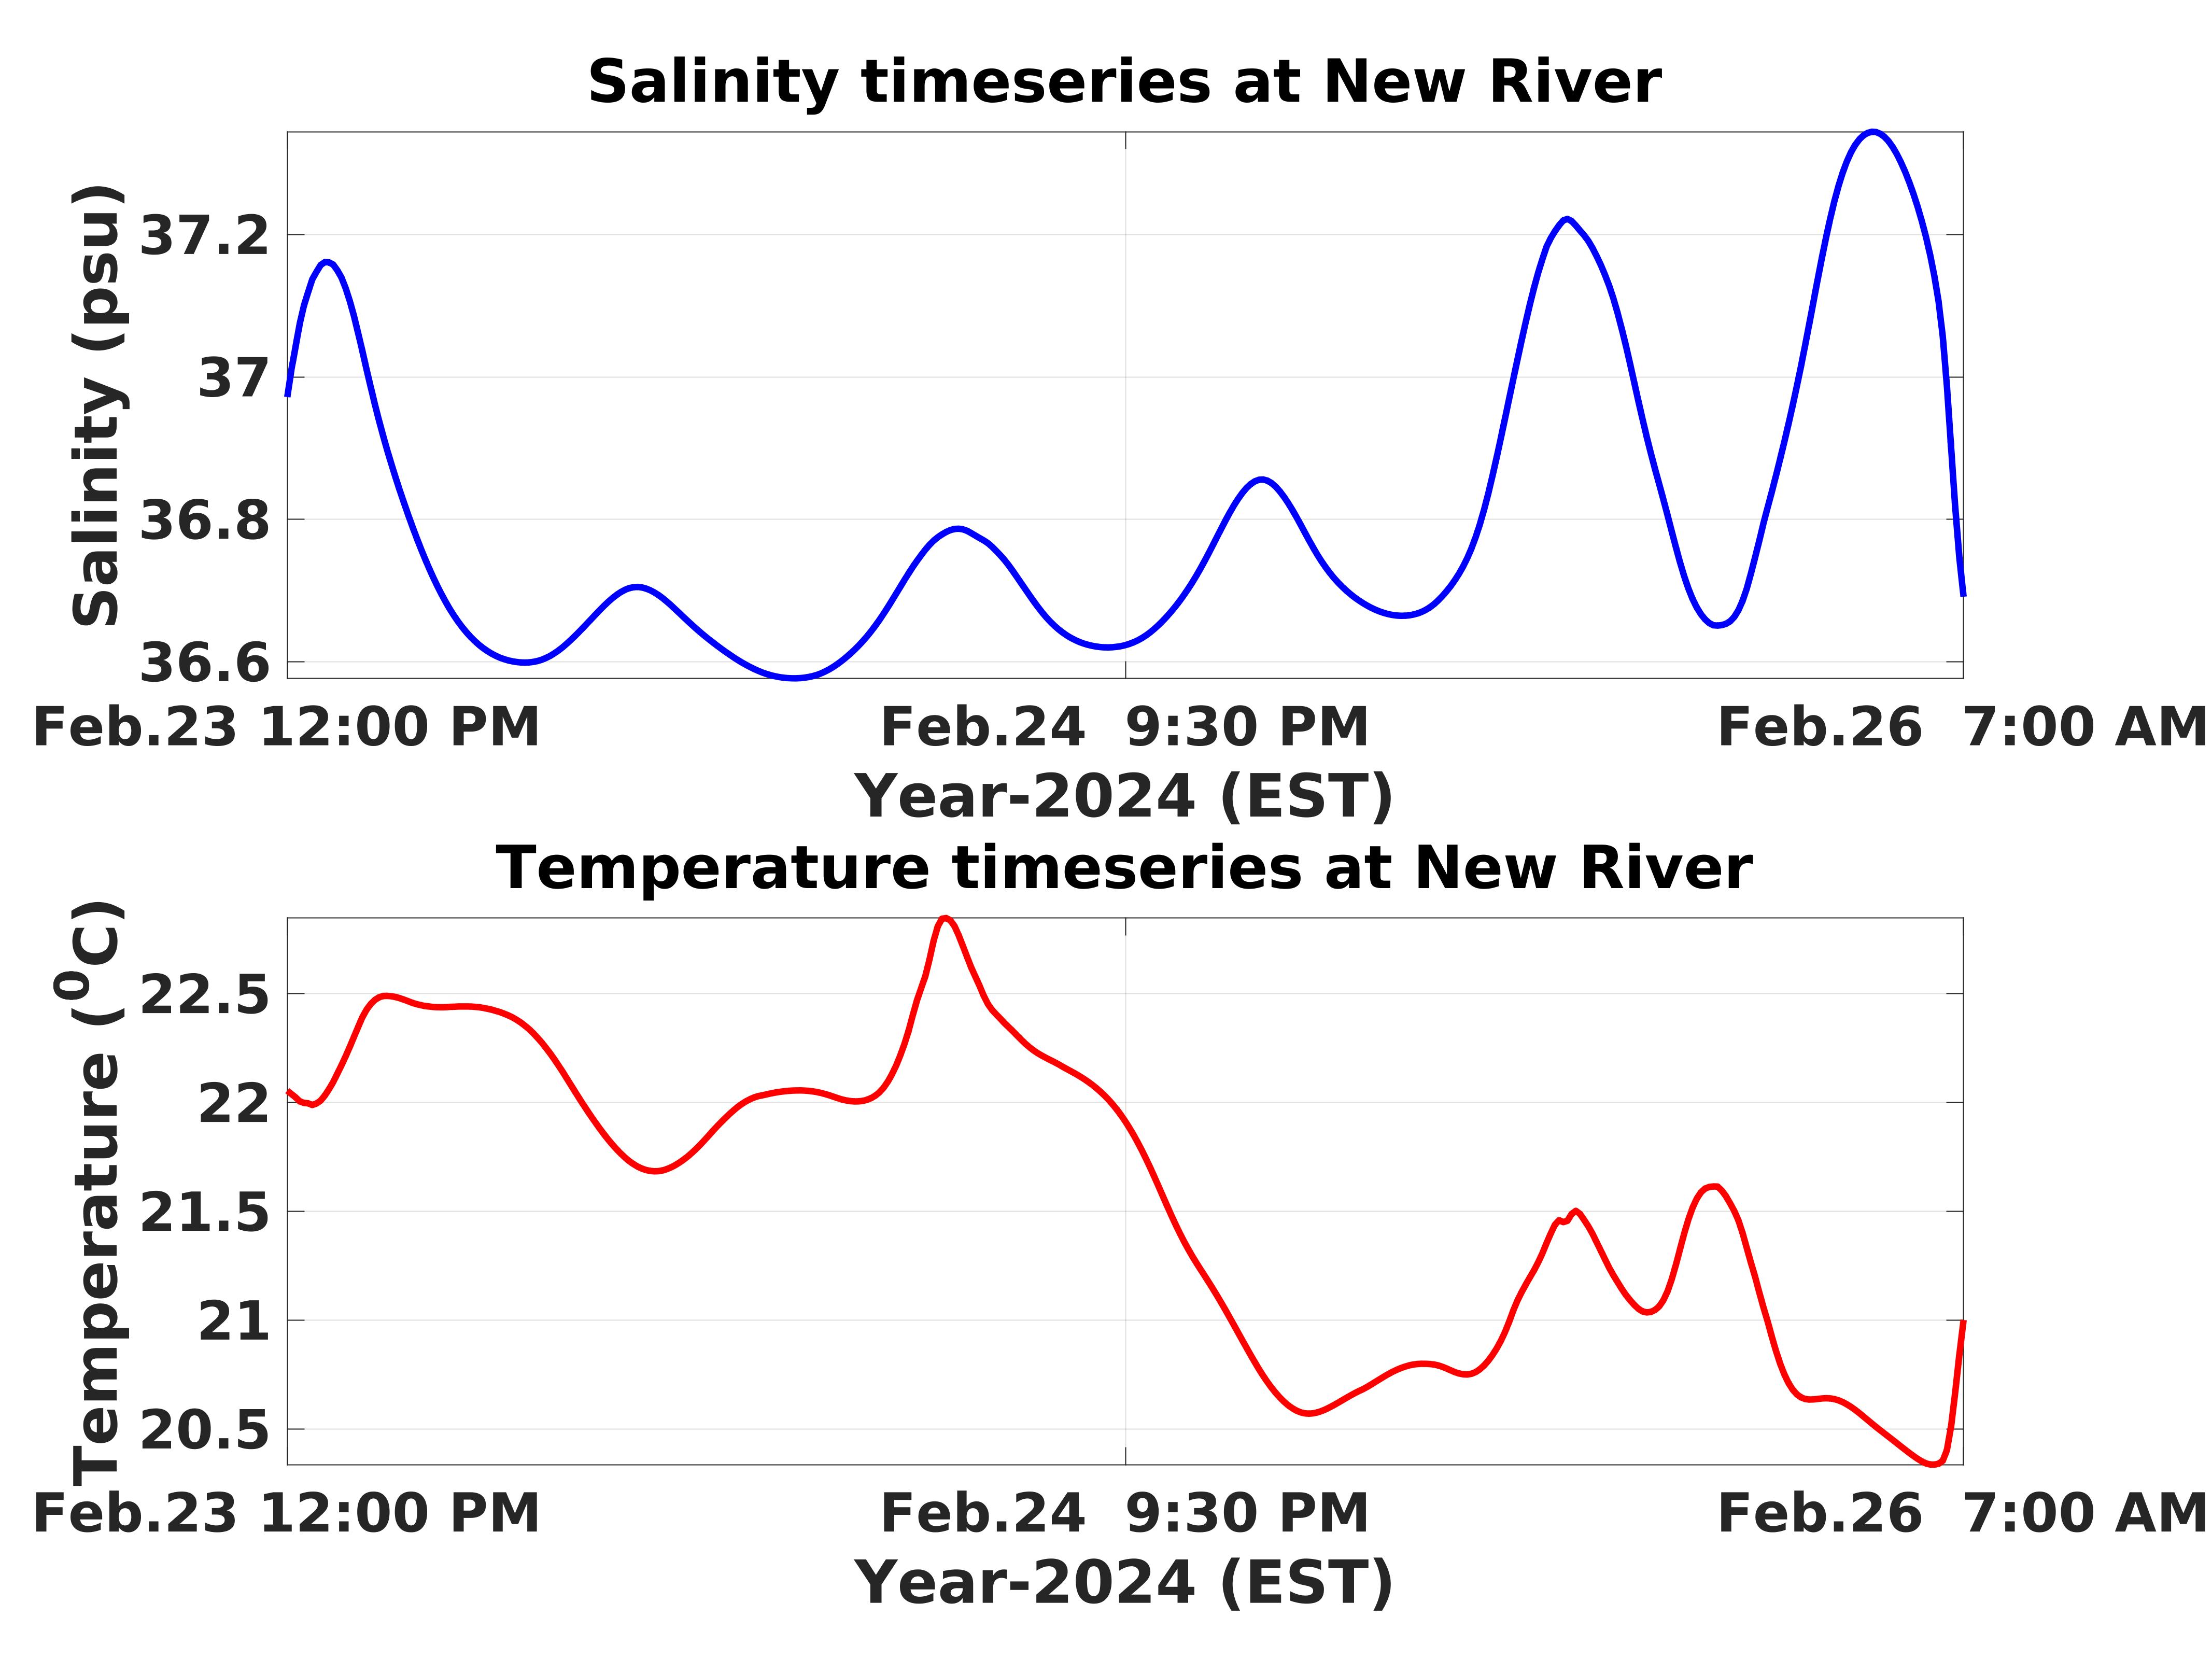 Salinity timeseries at New River
Salinity (psu)
37.2
37
36.8
36.6
Feb.23 12:00 PM Feb.24  9:30 PM Feb.26  7:00 AM
Year-2024 (EST)
Temperature timeseries at New River
Temperature (⁰C)
22.5
22
21.5
21
20.5
Feb.23 12:00 PM Feb.24  9:30 PM Feb.26  7:00 AM
Year-2024 (EST)